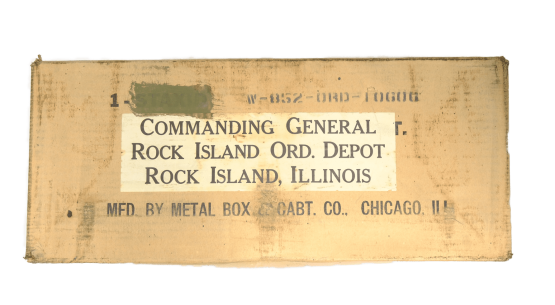 1- W-852-ORD-10606
COMMANDING GENERAL T.
ROCK ISLAND ORD. DEPOT
ROCK ISLAND, ILLINOIS
MFD. BY METAL BOX & CABT. CO., CHICAGO, ILL